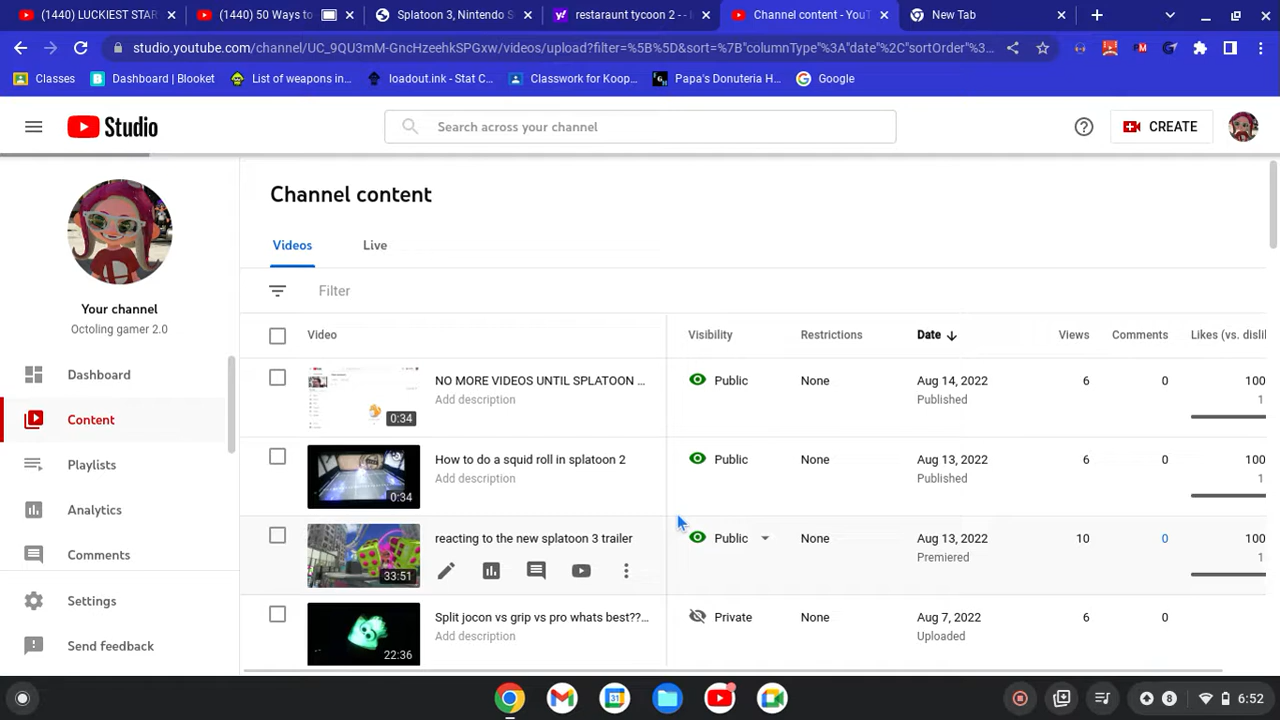 (1440) LUCKIEST STAR
(1440) 50 Ways to
Splatoon 3, Nintendo S
restaraunt tycoon 2 -- l
Content - YouT
New Tab
studio.youtube.com/channel/UC_9QU3mM-GncHzeehkSPGxw/videos/upload?filter=%5B%5D&sort=%7B"columnType"%3A"date"%2C"sortOrder"%3...
Classes
Dashboard | Blooket
List of weapons in...
loadout.ink - Stat C...
Classwork for Koop...
Papa's Donuteria H...
Google
Studio
Search across your channel
CREATE
Channel content
Videos
Live
Filter
Your channel
Octoling gamer 2.0
Dashboard
Content
Playlists
Analytics
Comments
Settings
Send feedback
Video
Visibility
Restrictions
Date
Views
Comments
Likes (vs. disli
NO MORE VIDEOS UNTIL SPLATOON ...
Add description
0:34
Public
None
Aug 14, 2022
Published
6
0
100
1
How to do a squid roll in splatoon 2
Add description
0:34
Public
None
Aug 13, 2022
Published
6
0
100
1
reacting to the new splatoon 3 trailer
33:51
Public
None
Aug 13, 2022
Premiered
10
0
100
1
Split jocon vs grip vs pro whats best??...
Add description
22:36
Private
None
Aug 7, 2022
Uploaded
6
0
8
6:52